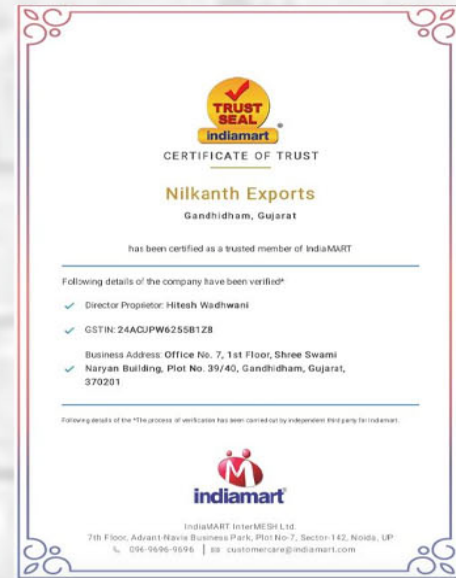 TRUST
SEAL
indiamart
®
CERTIFICATE OF TRUST
Nilkanth Exports
Gandhidham, Gujarat
has been certified as a trusted member of IndiaMART
Following details of the company have been verified*
Director Proprietor: Hitesh Wadhwani
GSTIN: 24ACUPW6255B1Z8
Business Address: Office No. 7, 1st Floor, Shree Swami
Naryan Building, Plot No. 39/40, Gandhidham, Gujarat,
370201
Following details of the *The process of verification has been carried out by independent third party for Indiamart.
indiamart®
IndiaMART InterMESH Ltd.
7th Floor, Advant-Navis Business Park, Plot No-7, Sector-142, Noida, UP
096-9696-9696 | customercare@indiamart.com